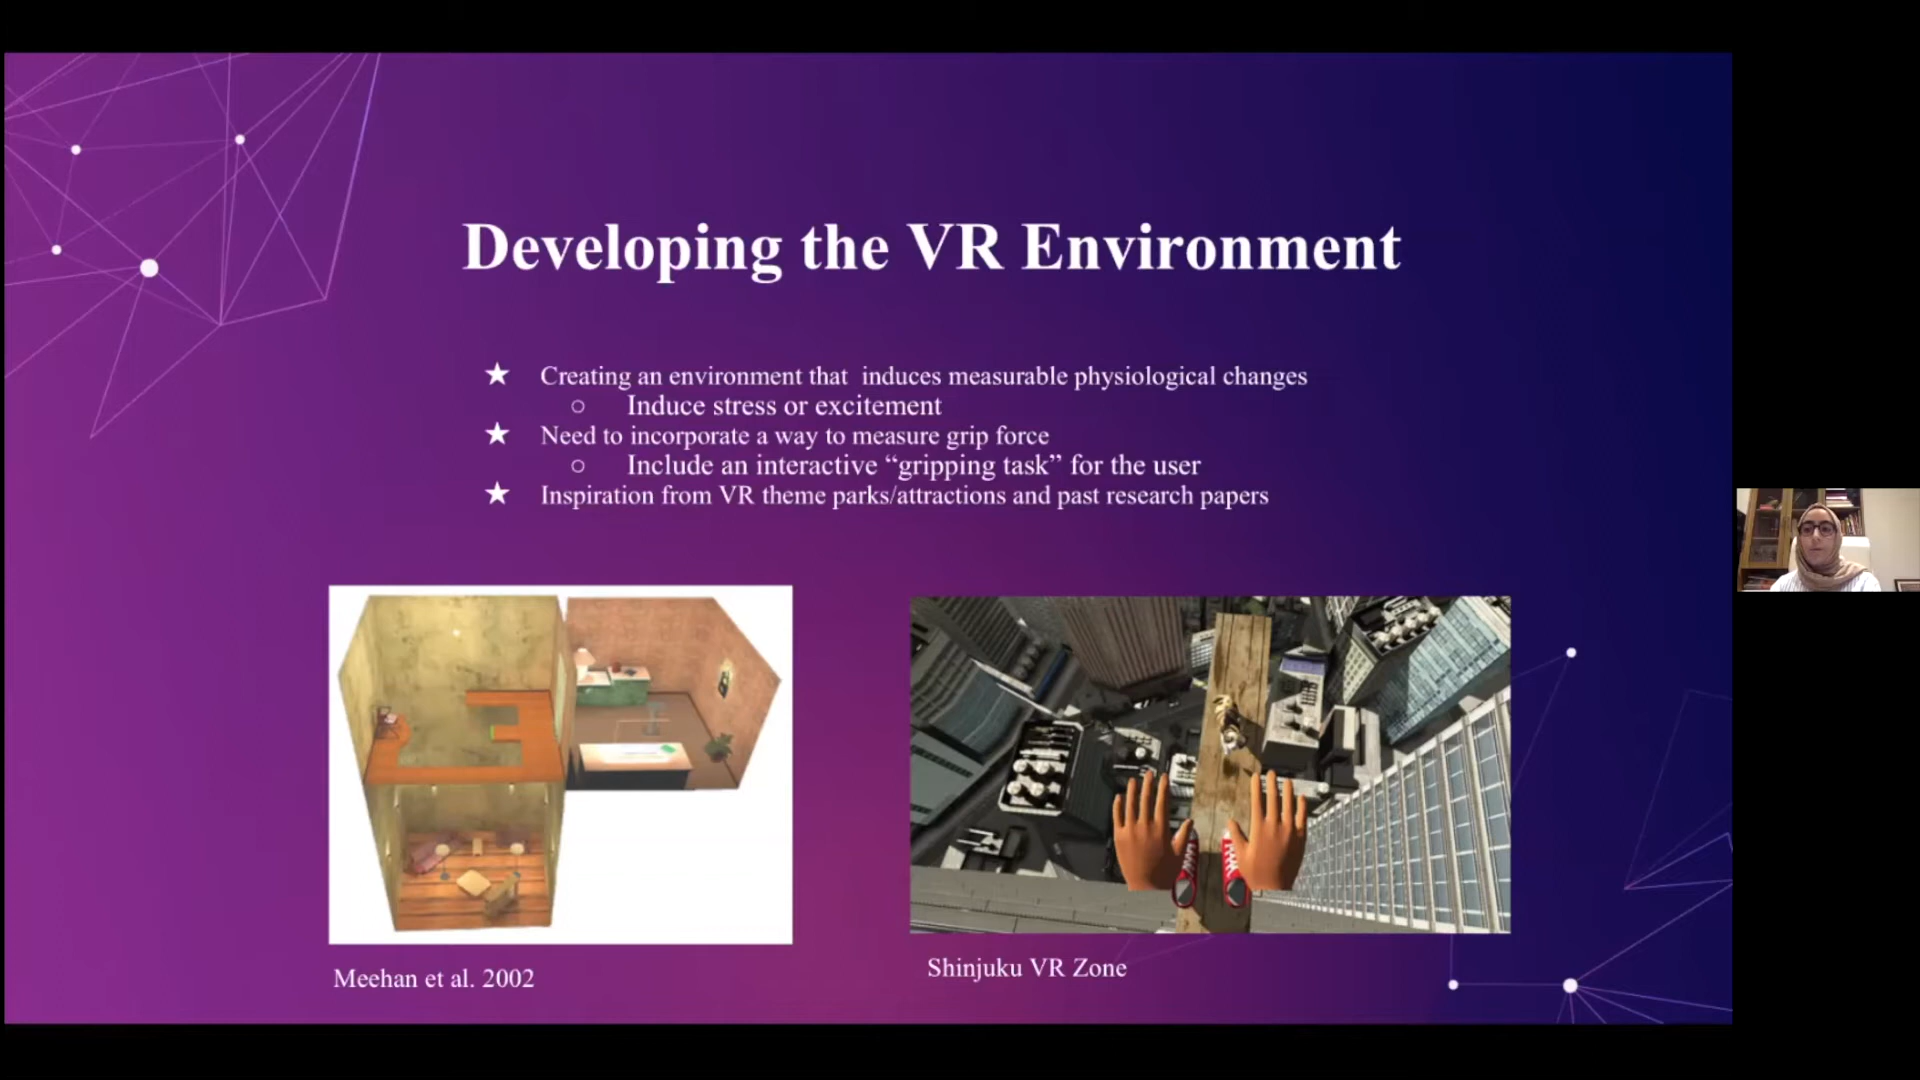 Developing the VR Environment
★ Creating an environment that induces measurable physiological changes
○ Induce stress or excitement
★ Need to incorporate a way to measure grip force
○ Include an interactive “gripping task” for the user
★ Inspiration from VR theme parks/attractions and past research papers
Meehan et al. 2002
Shinjuku VR Zone